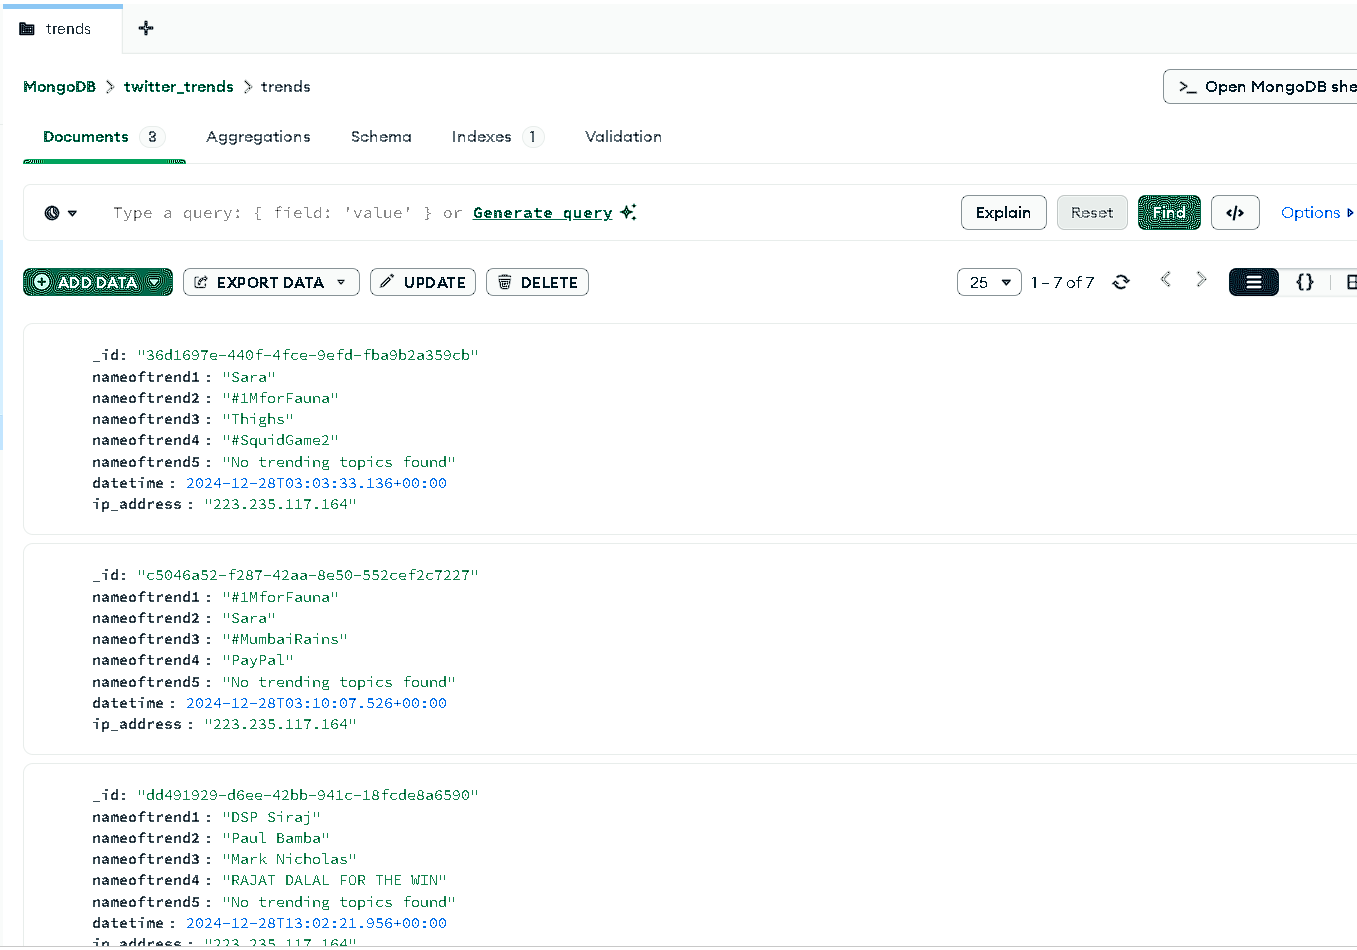 trends
MongoDB > twitter_trends > trends
>_ Open MongoDB she
Documents 3 Aggregations Schema Indexes 1 Validation
Type a query: { field: 'value' } or Generate query
Explain Reset Find </> Options
ADD DATA EXPORT DATA UPDATE DELETE
25 1 – 7 of 7 {}
_id: "36d1697e-440f-4fce-9efd-fba9b2a359cb"
nameoftrend1 : "Sara"
nameoftrend2 : "#1MforFauna"
nameoftrend3 : "Thighs"
nameoftrend4 : "#SquidGame2"
nameoftrend5 : "No trending topics found"
datetime : 2024-12-28T03:03:33.136+00:00
ip_address : "223.235.117.164"
_id: "c5046a52-f287-42aa-8e50-552cef2c7227"
nameoftrend1 : "#1MforFauna"
nameoftrend2 : "Sara"
nameoftrend3 : "#MumbaiRains"
nameoftrend4 : "PayPal"
nameoftrend5 : "No trending topics found"
datetime : 2024-12-28T03:10:07.526+00:00
ip_address : "223.235.117.164"
_id: "dd491929-d6ee-42bb-941c-18fcde8a6590"
nameoftrend1 : "DSP Siraj"
nameoftrend2 : "Paul Bamba"
nameoftrend3 : "Mark Nicholas"
nameoftrend4 : "RAJAT DALAL FOR THE WIN"
nameoftrend5 : "No trending topics found"
datetime : 2024-12-28T13:02:21.956+00:00
ip_address : "223.235.117.164"